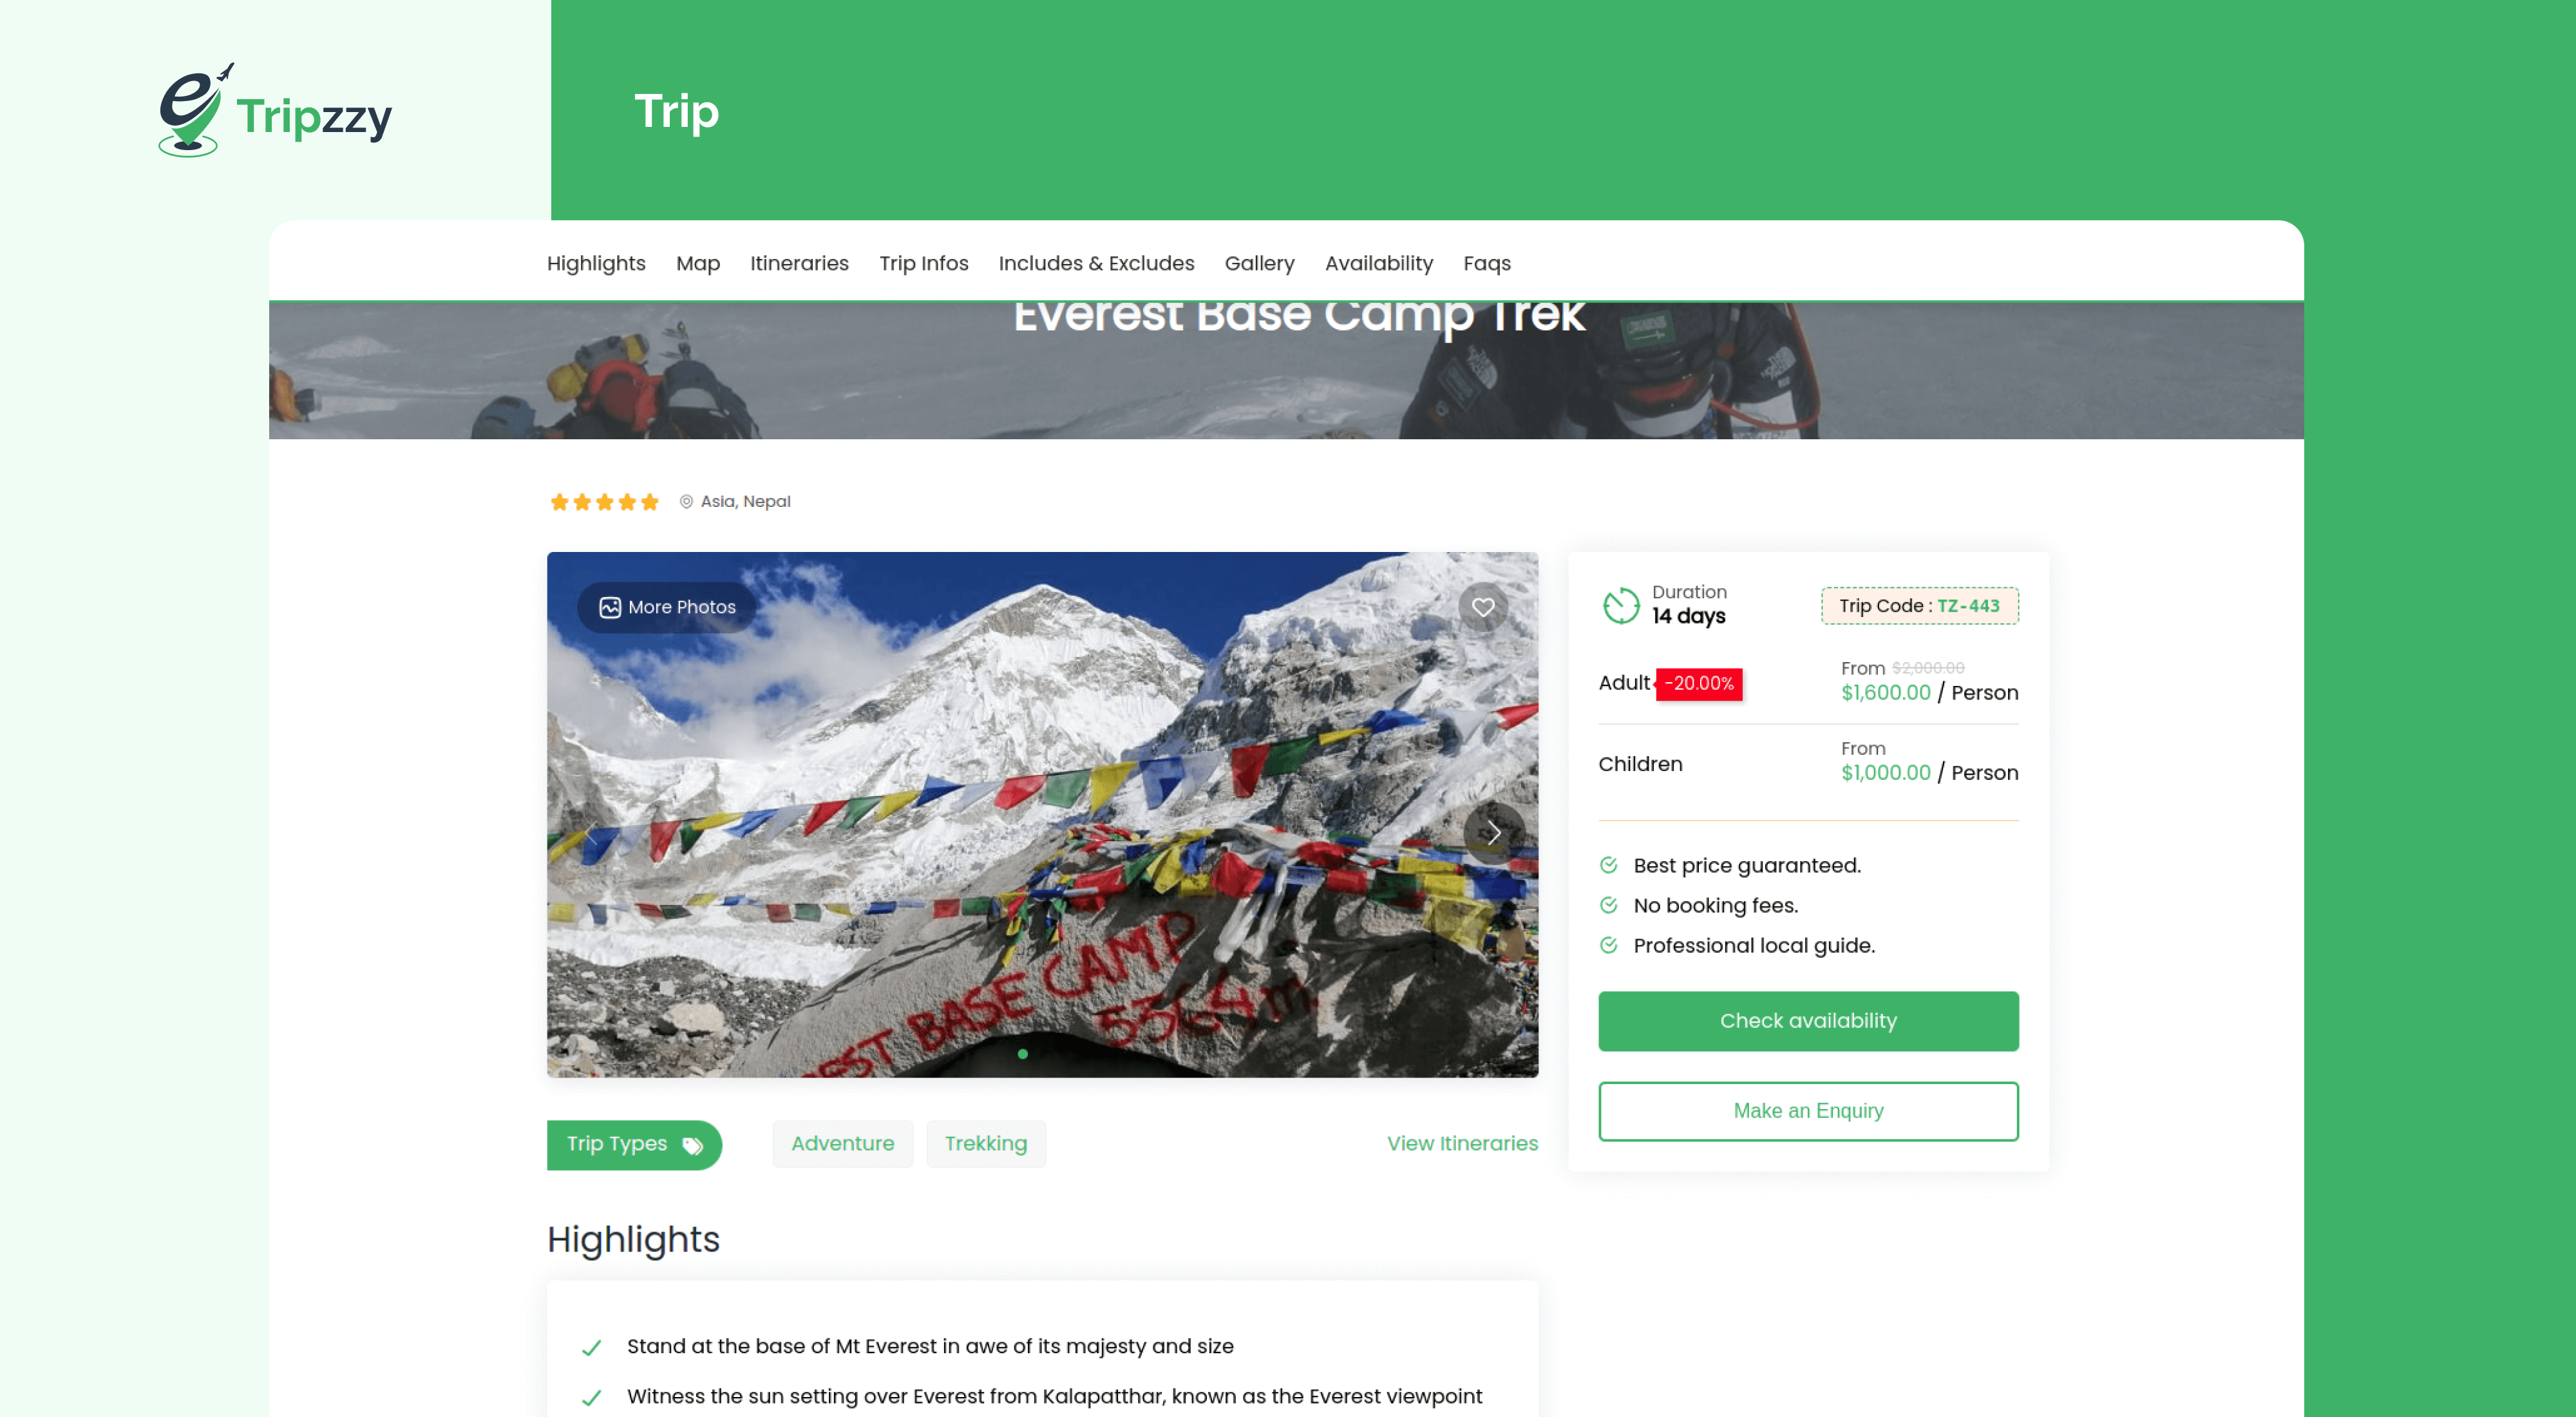 e
Tripzzy
Trip
Highlights Map Itineraries Trip Infos Includes & Excludes Gallery Availability Faqs
Everest Base Camp Trek
THE NORTH FACE
Asia, Nepal
More Photos
Duration
14 days
Trip Code : TZ-443
Adult -20.00%
From $2,000.00
$1,600.00 / Person
Children
From
$1,000.00 / Person
Best price guaranteed.
No booking fees.
Professional local guide.
Check availability
Make an Enquiry
EST BASE CAMP
5364m.
Trip Types Adventure Trekking View Itineraries
Highlights
Stand at the base of Mt Everest in awe of its majesty and size
Witness the sun setting over Everest from Kalapatthar, known as the Everest viewpoint